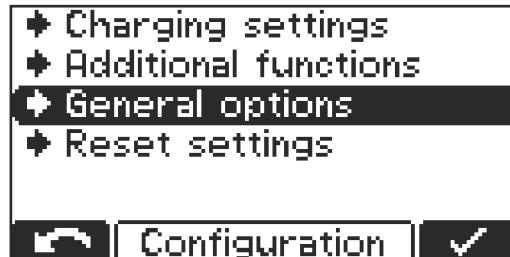 Charging settings
Additional functions
General options
Reset settings
Configuration